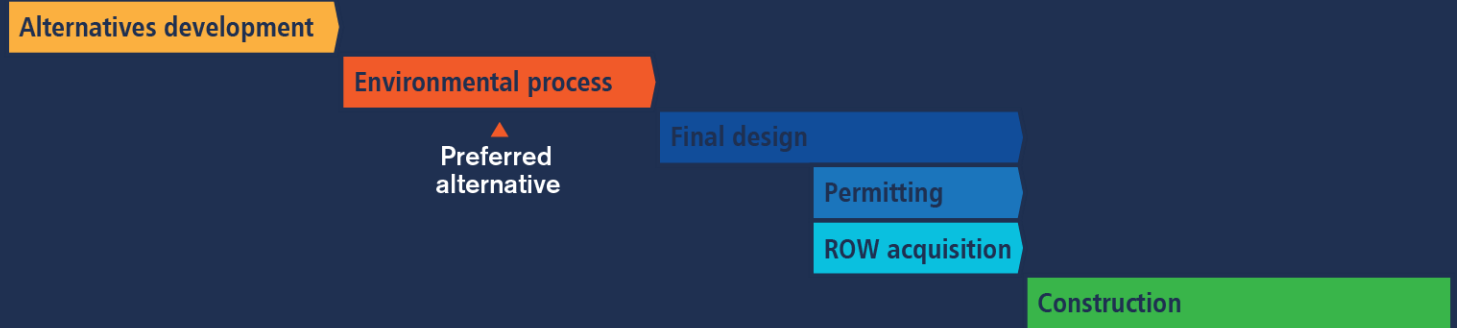 Alternatives development
Environmental process
Preferred
alternative
Final design
Permitting
ROW acquisition
Construction